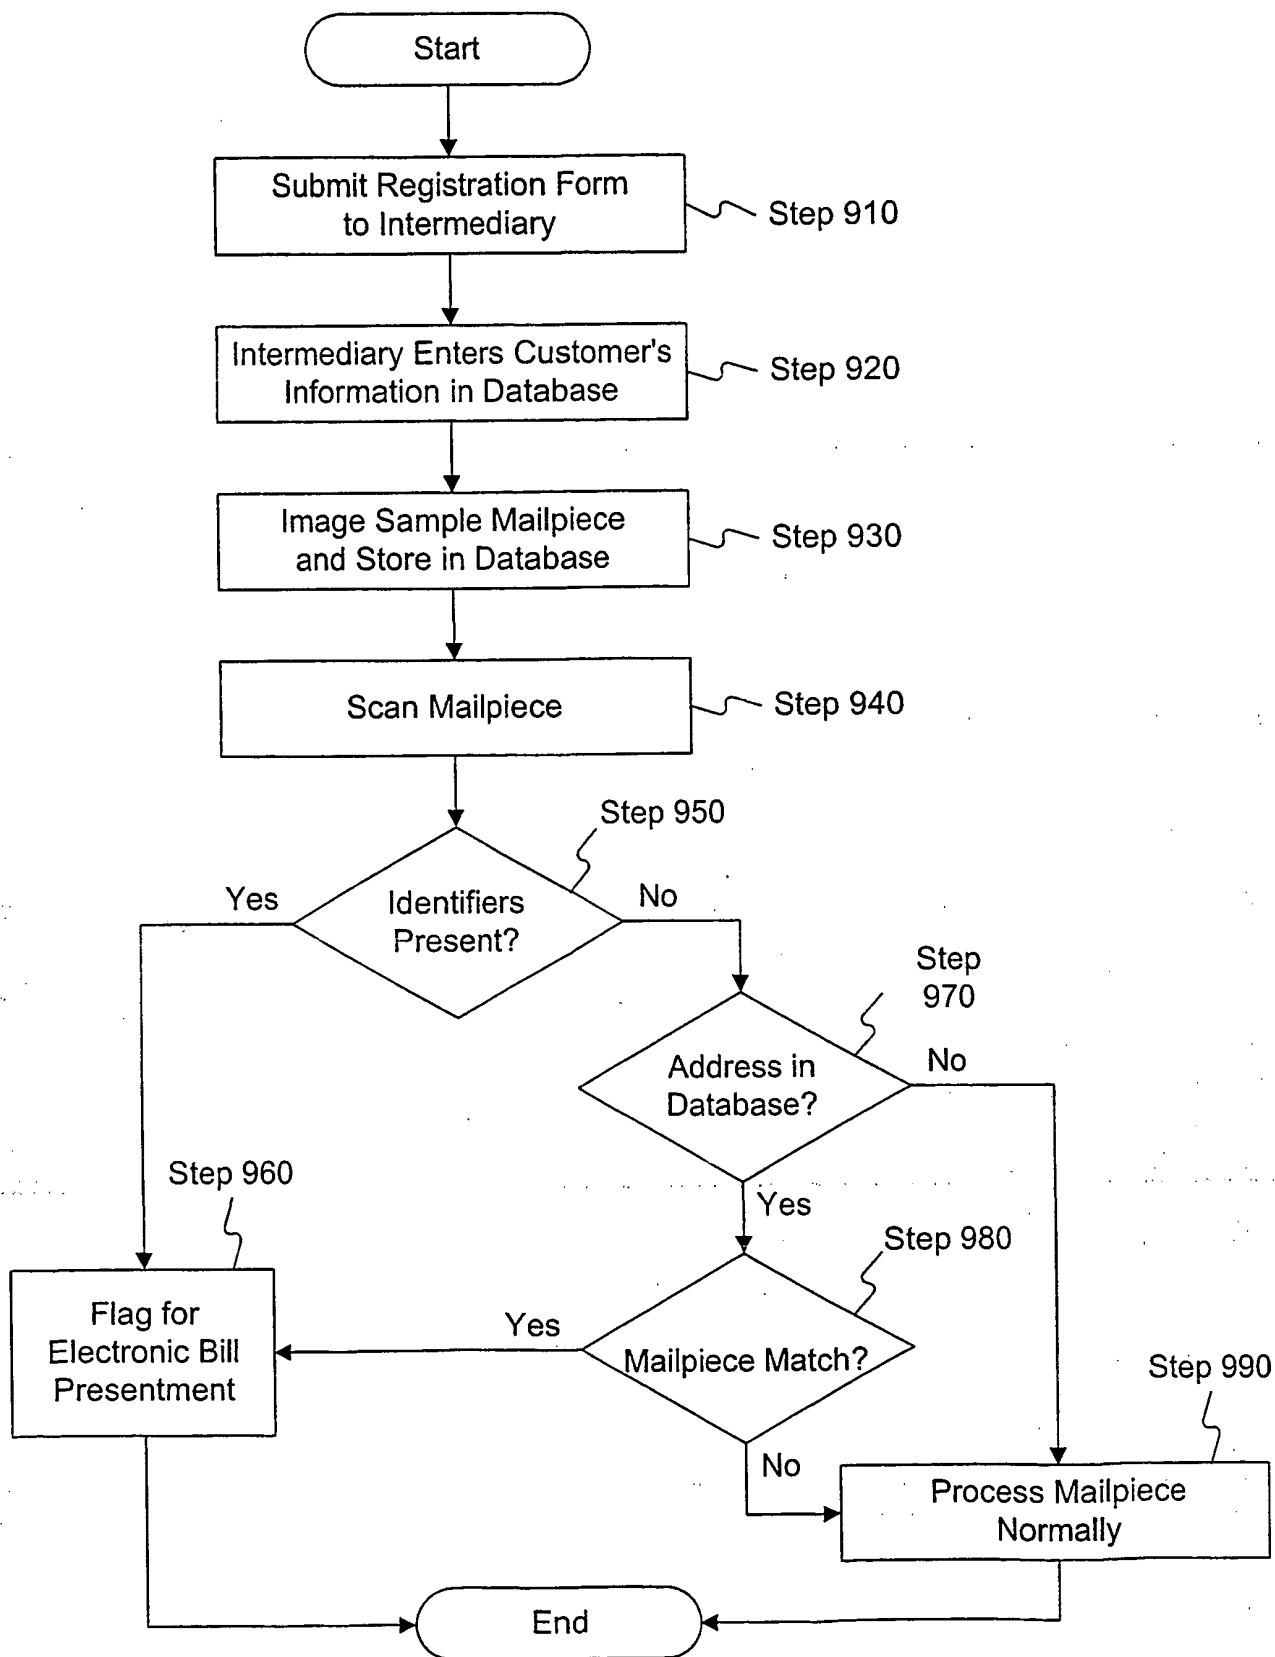 Start
Submit Registration Form
to Intermediary
Step 910
Intermediary Enters Customer's
Information in Database
Step 920
Image Sample Mailpiece
and Store in Database
Step 930
Scan Mailpiece
Step 940
Step 950
Identifiers
Present?
Yes
No
Step
970
Address in
Database?
No
Yes
Step 960
Flag for
Electronic Bill
Presentment
Step 980
Mailpiece Match?
Yes
No
Step 990
Process Mailpiece
Normally
End